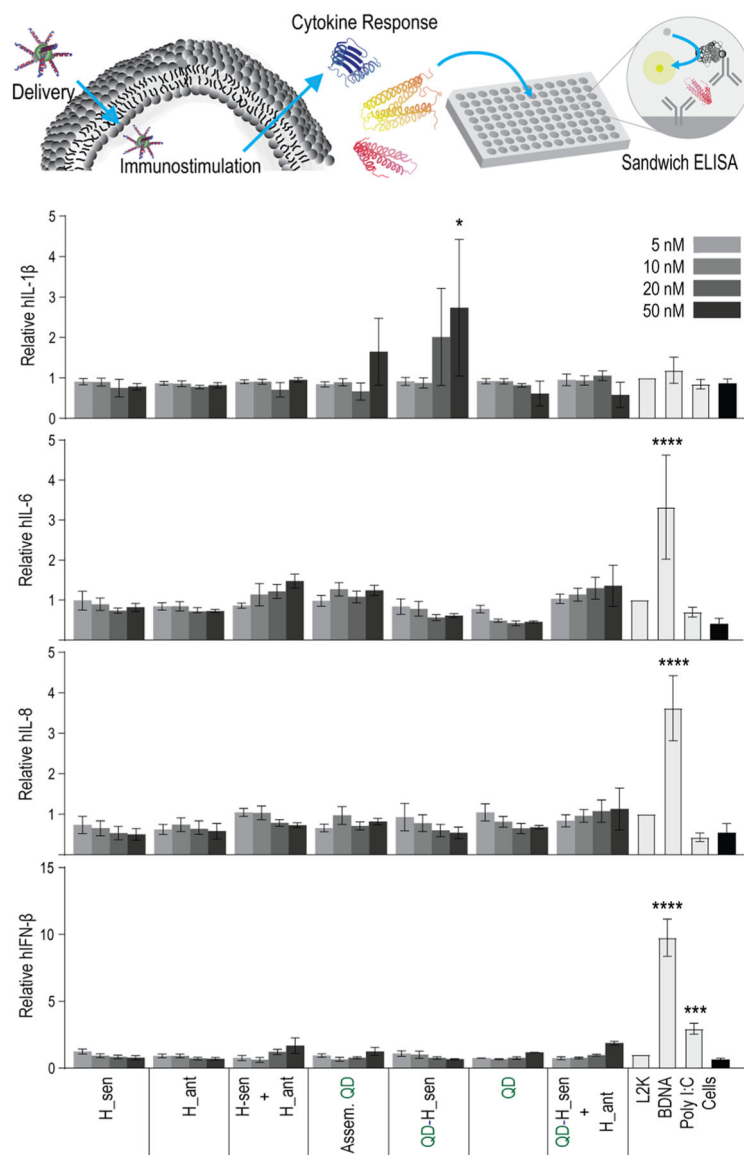 Cytokine Response
Delivery
Immunostimulation
Sandwich ELISA
5 nM
10 nM
20 nM
50 nM
Relative hIL-1β
5
4
3
2
1
0
*
Relative hIL-6
5
4
3
2
1
0
****
Relative hIL-8
5
4
3
2
1
0
****
Relative hIFN-β
15
10
5
0
****
***
H_sen
H_ant
H-sen
+
H_ant
Assem. QD
QD-H_sen
QD
QD-H_sen
+
H_ant
L2K
BDNA
Poly I:C
Cells